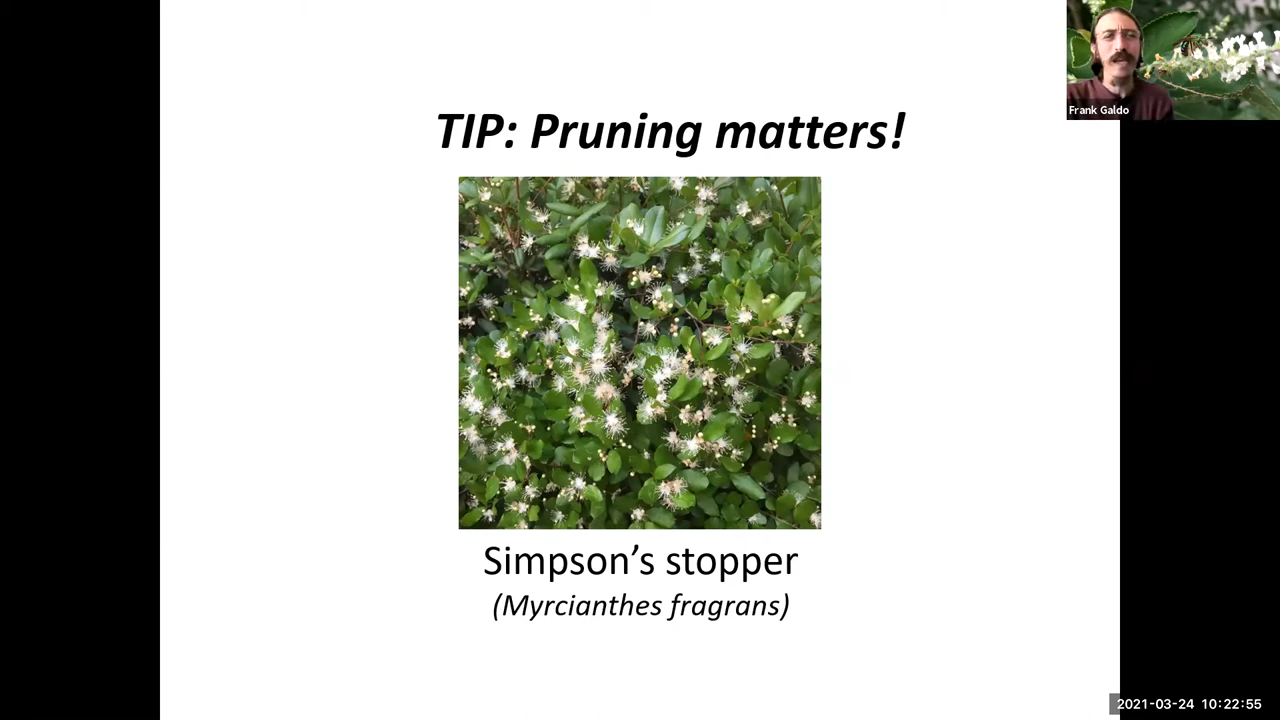 TIP: Pruning matters!
Frank Galdo
Simpson’s stopper
(Myrcianthes fragrans)
2021-03-24 10:22:55